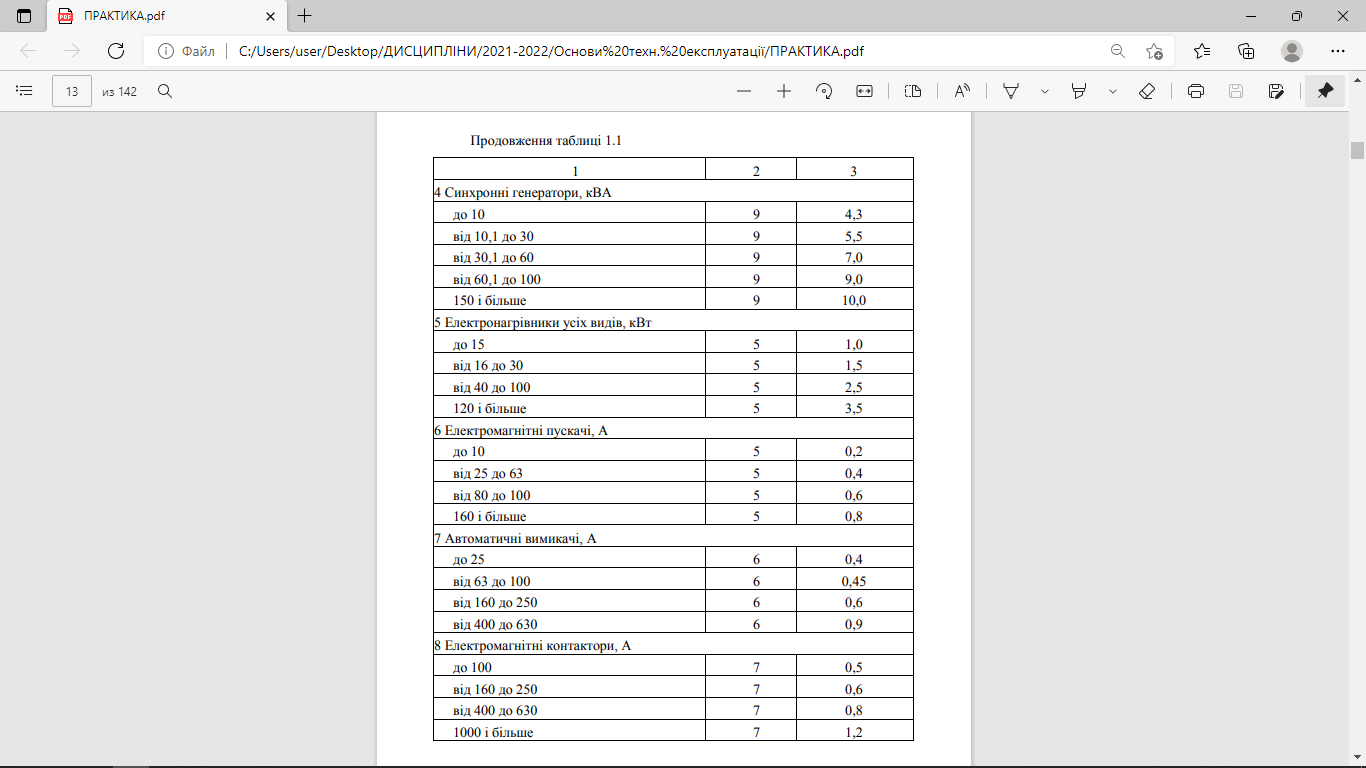 ПРАКТИКА.pdf
Файл C:/Users/user/Desktop/ДИСЦИПЛІНИ/2021-2022/Основи%20техн.%20експлуатації/ПРАКТИКА.pdf
13 из 142
Продовження таблиці 1.1
1 2 3
4 Синхронні генератори, кВА
до 10 9 4,3
від 10,1 до 30 9 5,5
від 30,1 до 60 9 7,0
від 60,1 до 100 9 9,0
150 і більше 9 10,0
5 Електронагрівники усіх видів, кВт
до 15 5 1,0
від 16 до 30 5 1,5
від 40 до 100 5 2,5
120 і більше 5 3,5
6 Електромагнітні пускачі, А
до 10 5 0,2
від 25 до 63 5 0,4
від 80 до 100 5 0,6
160 і більше 5 0,8
7 Автоматичні вимикачі, А
до 25 6 0,4
від 63 до 100 6 0,45
від 160 до 250 6 0,6
від 400 до 630 6 0,9
8 Електромагнітні контактори, А
до 100 7 0,5
від 160 до 250 7 0,6
від 400 до 630 7 0,8
1000 і більше 7 1,2